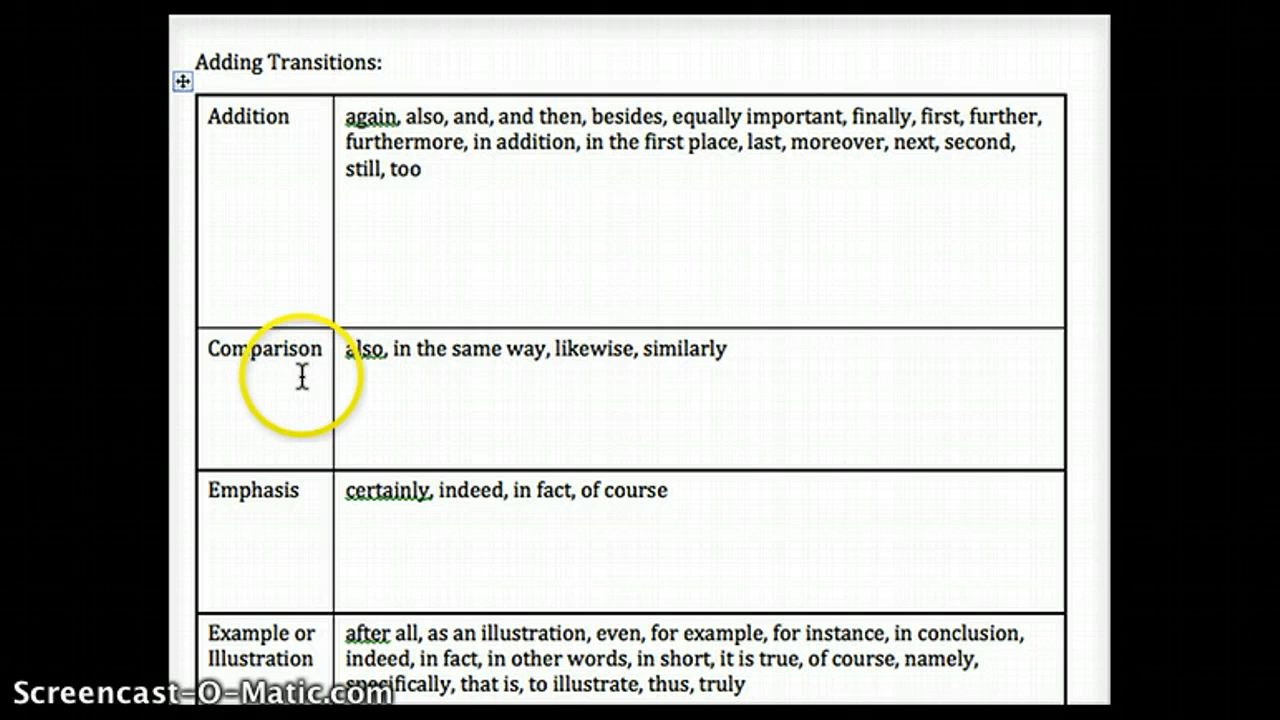 Adding Transitions:
Addition
again, also, and, and then, besides, equally important, finally, first, further,
furthermore, in addition, in the first place, last, moreover, next, second,
still, too
Comparison
also, in the same way, likewise, similarly
Emphasis
certainly, indeed, in fact, of course
Example or
Illustration
after all, as an illustration, even, for example, for instance, in conclusion,
indeed, in fact, in other words, in short, it is true, of course, namely,
specifically, that is, to illustrate, thus, truly
Screencast-O-Matic.com